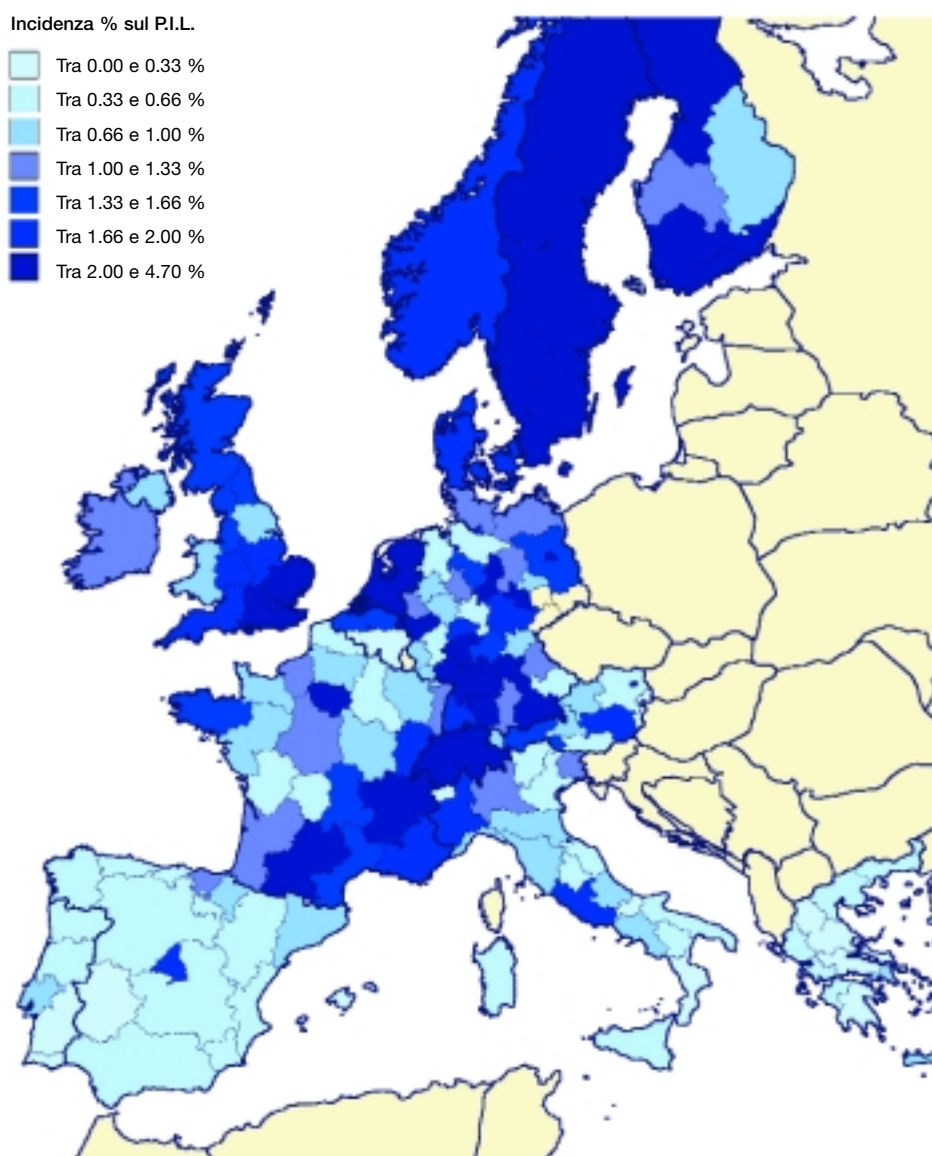 Incidenza % sul P.I.L.
Tra 0.00 e 0.33 %
Tra 0.33 e 0.66 %
Tra 0.66 e 1.00 %
Tra 1.00 e 1.33 %
Tra 1.33 e 1.66 %
Tra 1.66 e 2.00 %
Tra 2.00 e 4.70 %